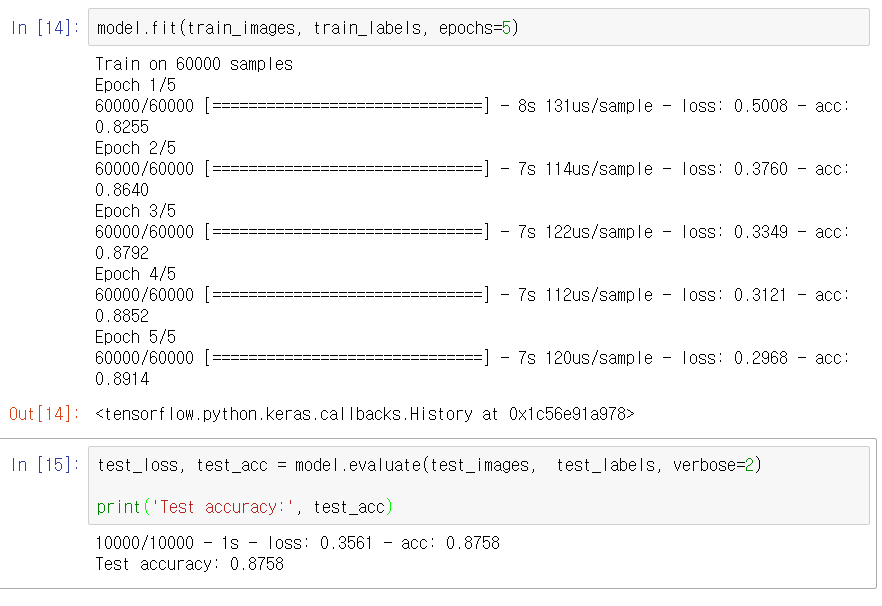 In [14]: model.fit(train_images, train_labels, epochs=5)
Train on 60000 samples
Epoch 1/5
60000/60000 [==============================] - 8s 131us/sample - loss: 0.5008 - acc:
0.8255
Epoch 2/5
60000/60000 [==============================] - 7s 114us/sample - loss: 0.3760 - acc:
0.8640
Epoch 3/5
60000/60000 [==============================] - 7s 122us/sample - loss: 0.3349 - acc:
0.8792
Epoch 4/5
60000/60000 [==============================] - 7s 112us/sample - loss: 0.3121 - acc:
0.8852
Epoch 5/5
60000/60000 [==============================] - 7s 120us/sample - loss: 0.2968 - acc:
0.8914
Out[14]: <tensorflow.python.keras.callbacks.History at 0x1c56e91a978>
In [15]: test_loss, test_acc = model.evaluate(test_images,  test_labels, verbose=2)
print('Test accuracy:', test_acc)
10000/10000 - 1s - loss: 0.3561 - acc: 0.8758
Test accuracy: 0.8758